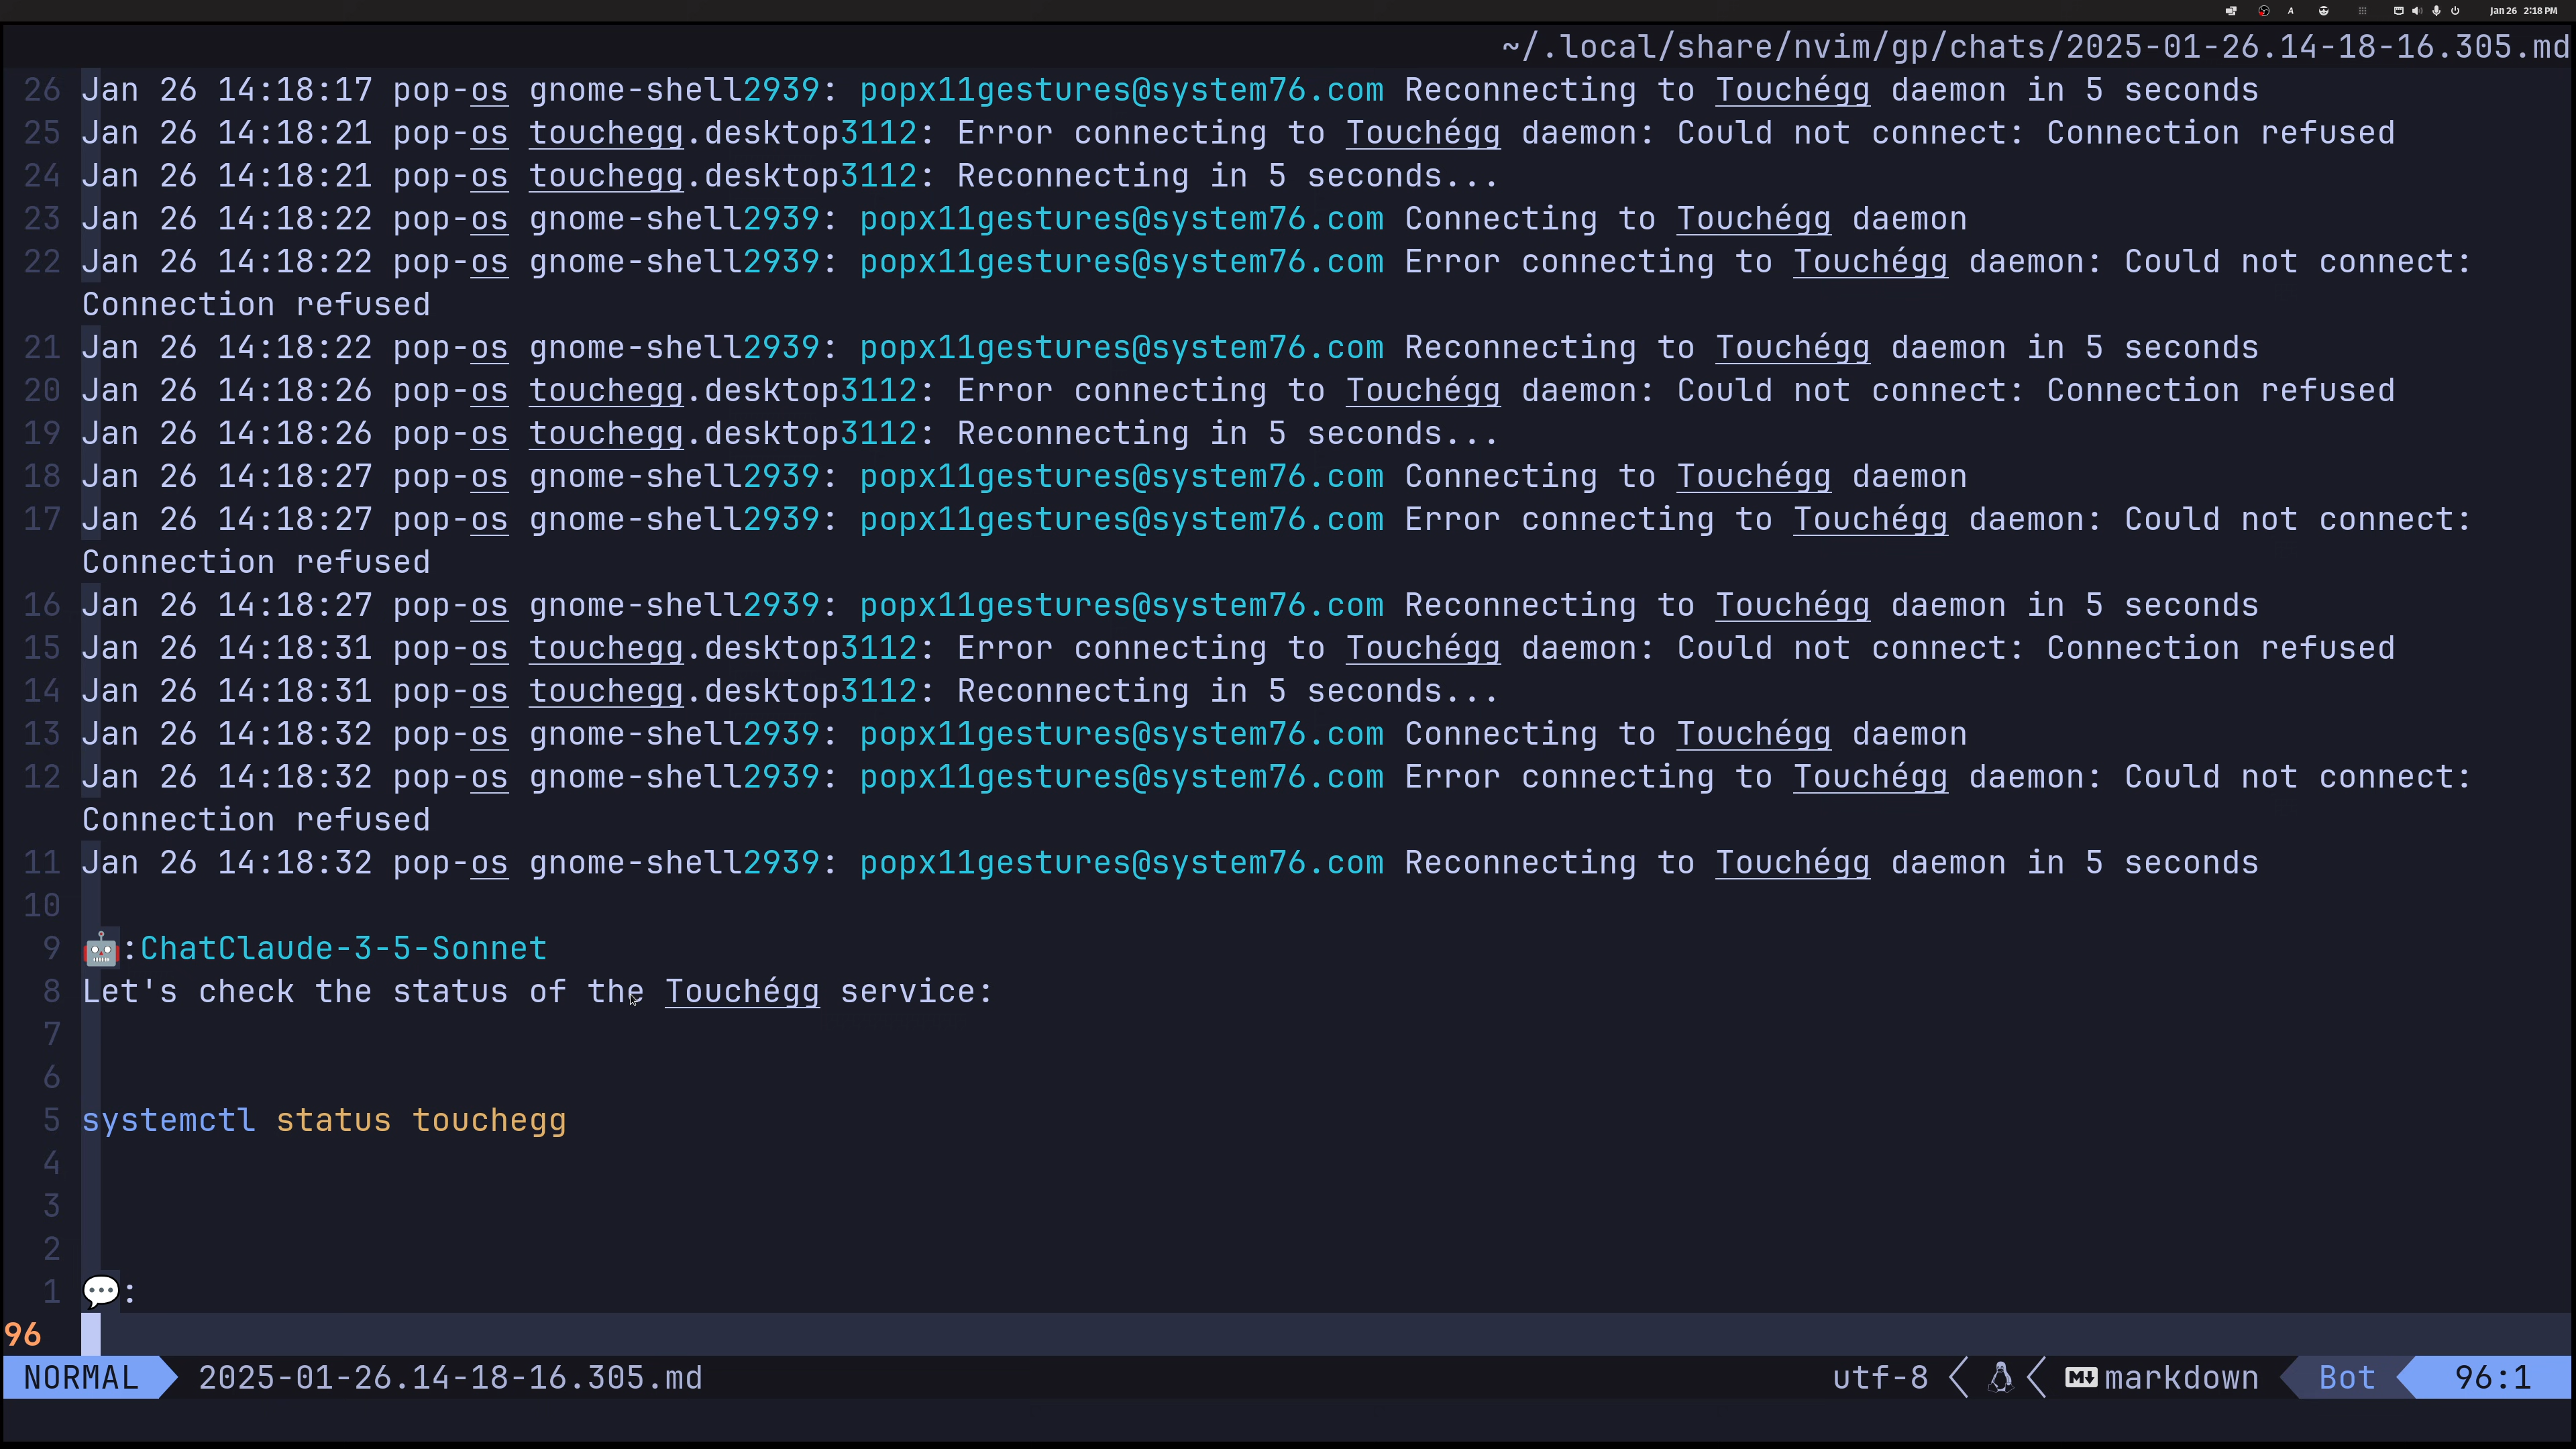 Jan 26 2:18 PM
~/.local/share/nvim/gp/chats/2025-01-26.14-18-16.305.md
26 Jan 26 14:18:17 pop-os gnome-shell2939: popx11gestures@system76.com Reconnecting to Touchégg daemon in 5 seconds
25 Jan 26 14:18:21 pop-os touchegg.desktop3112: Error connecting to Touchégg daemon: Could not connect: Connection refused
24 Jan 26 14:18:21 pop-os touchegg.desktop3112: Reconnecting in 5 seconds...
23 Jan 26 14:18:22 pop-os gnome-shell2939: popx11gestures@system76.com Connecting to Touchégg daemon
22 Jan 26 14:18:22 pop-os gnome-shell2939: popx11gestures@system76.com Error connecting to Touchégg daemon: Could not connect:
Connection refused
21 Jan 26 14:18:22 pop-os gnome-shell2939: popx11gestures@system76.com Reconnecting to Touchégg daemon in 5 seconds
20 Jan 26 14:18:26 pop-os touchegg.desktop3112: Error connecting to Touchégg daemon: Could not connect: Connection refused
19 Jan 26 14:18:26 pop-os touchegg.desktop3112: Reconnecting in 5 seconds...
18 Jan 26 14:18:27 pop-os gnome-shell2939: popx11gestures@system76.com Connecting to Touchégg daemon
17 Jan 26 14:18:27 pop-os gnome-shell2939: popx11gestures@system76.com Error connecting to Touchégg daemon: Could not connect:
Connection refused
16 Jan 26 14:18:27 pop-os gnome-shell2939: popx11gestures@system76.com Reconnecting to Touchégg daemon in 5 seconds
15 Jan 26 14:18:31 pop-os touchegg.desktop3112: Error connecting to Touchégg daemon: Could not connect: Connection refused
14 Jan 26 14:18:31 pop-os touchegg.desktop3112: Reconnecting in 5 seconds...
13 Jan 26 14:18:32 pop-os gnome-shell2939: popx11gestures@system76.com Connecting to Touchégg daemon
12 Jan 26 14:18:32 pop-os gnome-shell2939: popx11gestures@system76.com Error connecting to Touchégg daemon: Could not connect:
Connection refused
11 Jan 26 14:18:32 pop-os gnome-shell2939: popx11gestures@system76.com Reconnecting to Touchégg daemon in 5 seconds
10
9 🤖:ChatClaude-3-5-Sonnet
8 Let's check the status of the Touchégg service:
7
6
5 systemctl status touchegg
4
3
2
1 💬:
96
NORMAL 2025-01-26.14-18-16.305.md utf-8 markdown Bot 96:1